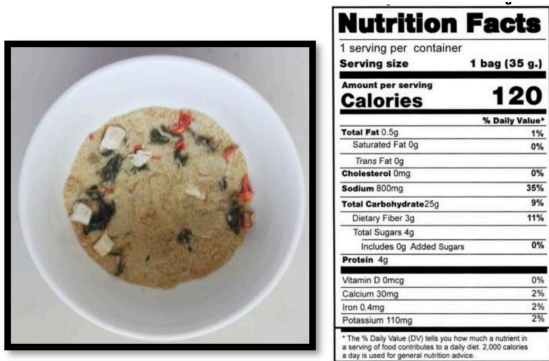 Nutrition Facts
1 serving per container
Serving size 1 bag (35 g.)
Amount per serving
Calories 120
% Daily Value*
Total Fat 0.5g 1%
Saturated Fat 0g 0%
Trans Fat 0g
Cholesterol 0mg 0%
Sodium 800mg 35%
Total Carbohydrate25g 9%
Dietary Fiber 3g 11%
Total Sugars 4g
Includes 0g Added Sugars 0%
Protein 4g
Vitamin D 0mcg 0%
Calcium 30mg 2%
Iron 0.4mg 2%
Potassium 110mg 2%
* The % Daily Value (DV) tells you how much a nutrient in
a serving of food contributes to a daily diet. 2,000 calories
a day is used for general nutrition advice.